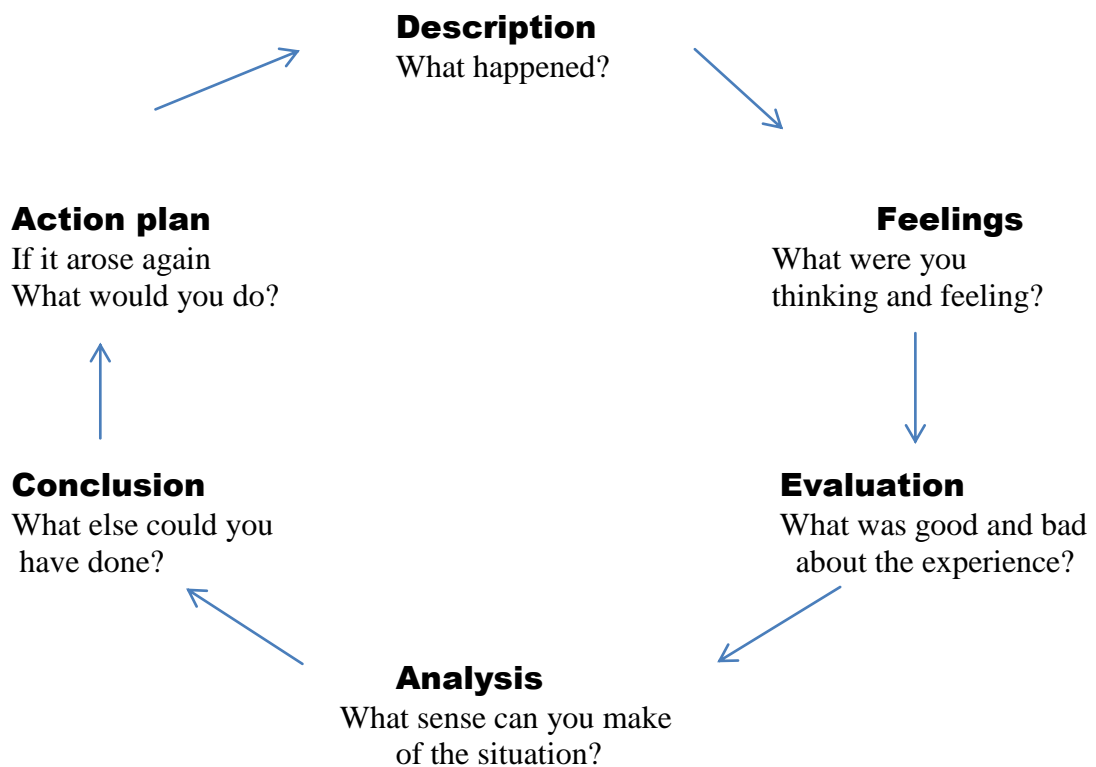 Description
What happened?
Feelings
What were you
thinking and feeling?
Evaluation
What was good and bad
about the experience?
Analysis
What sense can you make
of the situation?
Conclusion
What else could you
have done?
Action plan
If it arose again
What would you do?